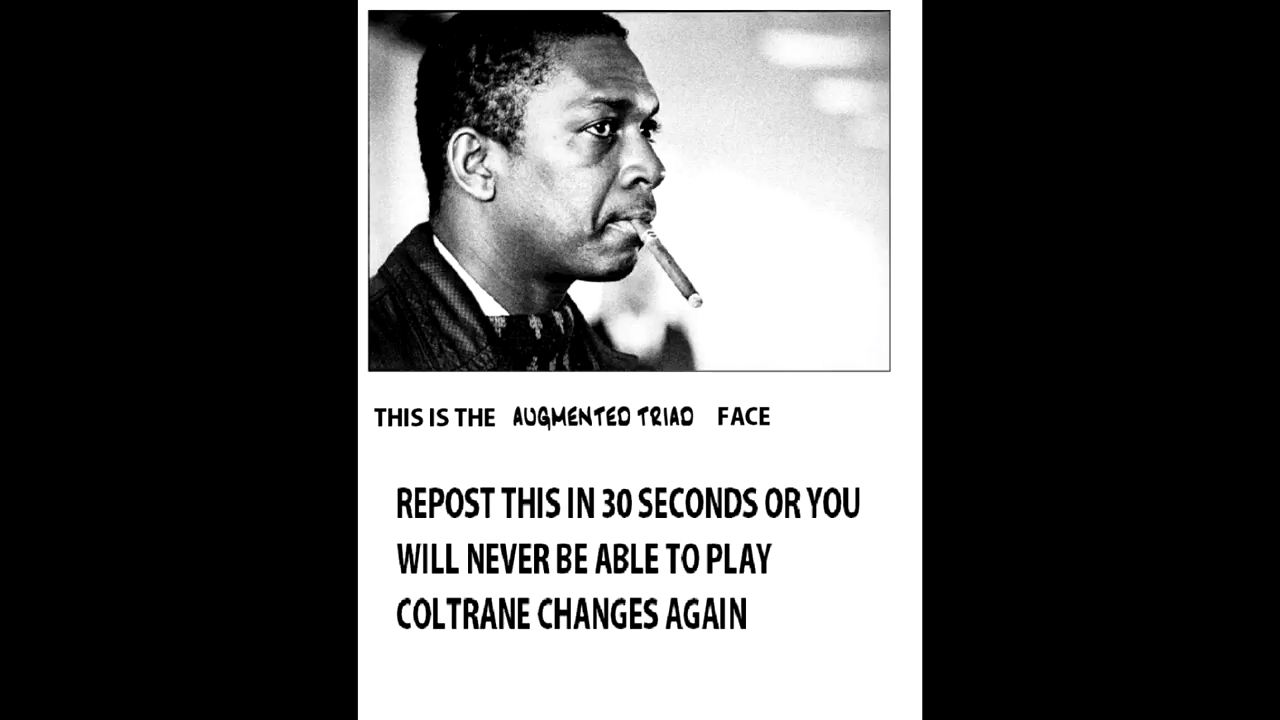 THIS IS THE AUGMENTED TRIAD FACE
REPOST THIS IN 30 SECONDS OR YOU
WILL NEVER BE ABLE TO PLAY
COLTRANE CHANGES AGAIN